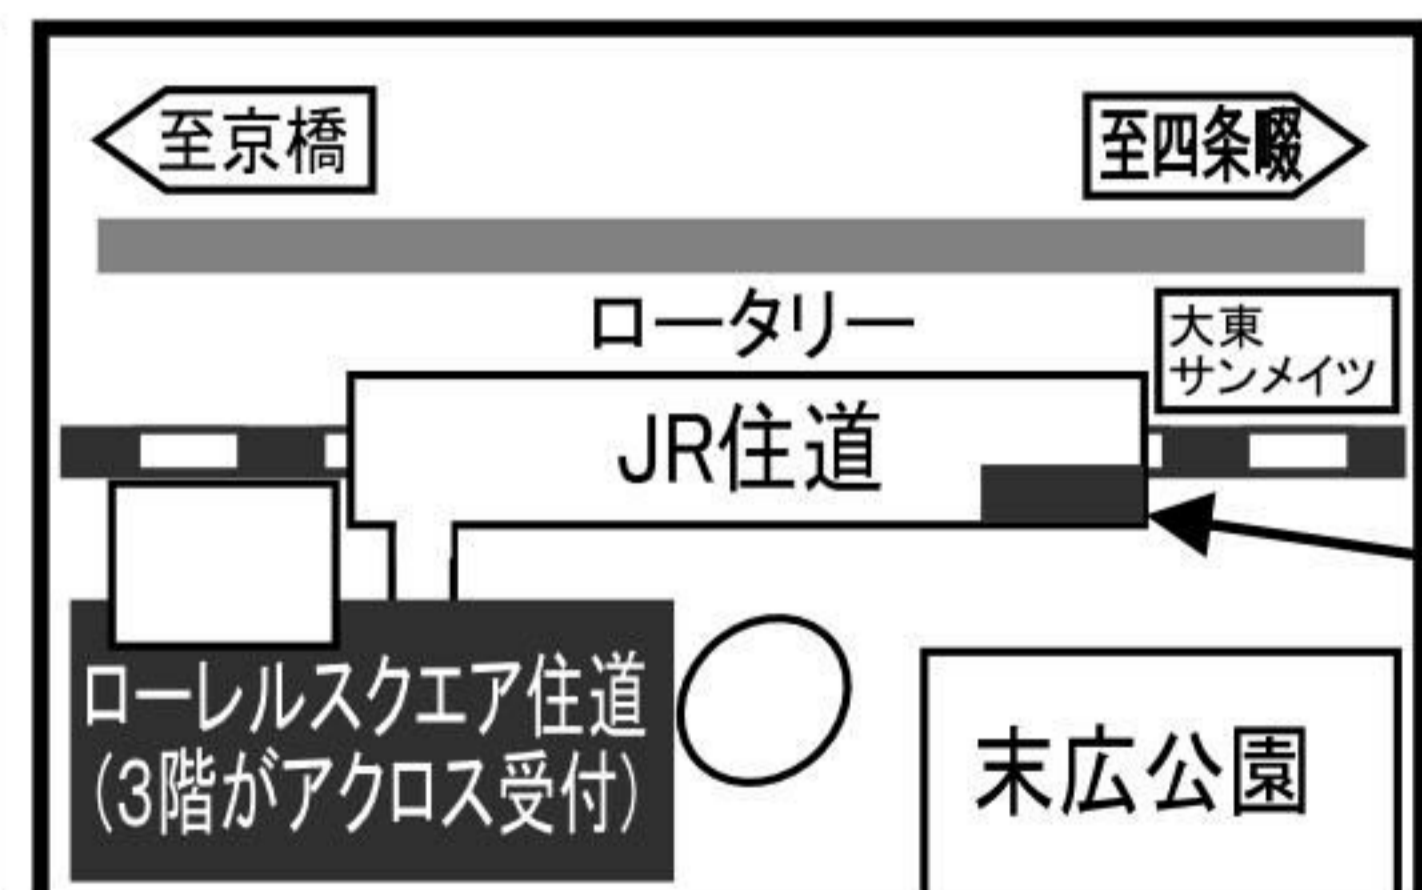 至京橋
至四条畷
ロータリー
大東
サンメイツ
JR住道
ローレルスクエア住道
(3階がアクロス受付)
末広公園